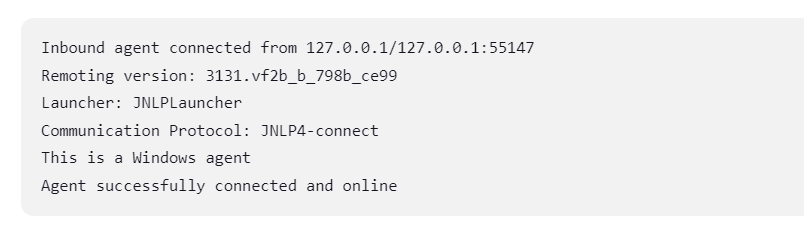 Inbound agent connected from 127.0.0.1/127.0.0.1:55147
Remoting version: 3131.vf2b_b_798b_ce99
Launcher: JNLPLauncher
Communication Protocol: JNLP4-connect
This is a Windows agent
Agent successfully connected and online